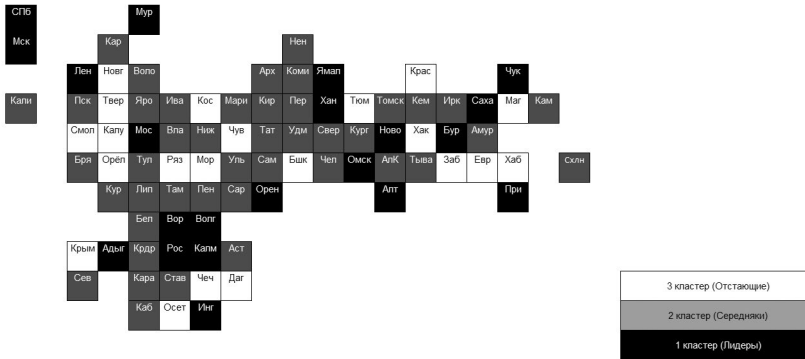 СПб Мур
Мск Кар Нен
Лен Новг Воло Арх Коми Ямал Крас Чук
Кали Пск Твер Яро Ива Кос Мари Кир Пер Хан Тюм Томск Кем Ирк Саха Маг Кам
Смол Калу Мос Вла Ниж Чув Тат Удм Свер Кург Ново Хак Бур Амур
Бря Орёл Тул Ряз Мор Уль Сам Бшк Чел Омск АлК Тыва Заб Евр Хаб Схлн
Кур Лип Там Пен Сар Орен Алт При
Бел Вор Волг
Крым Адыг Крдр Рос Калм Аст
Сев Кара Став Чеч Даг
Каб Осет Инг
3 кластер (Отстающие)
2 кластер (Середняки)
1 кластер (Лидеры)